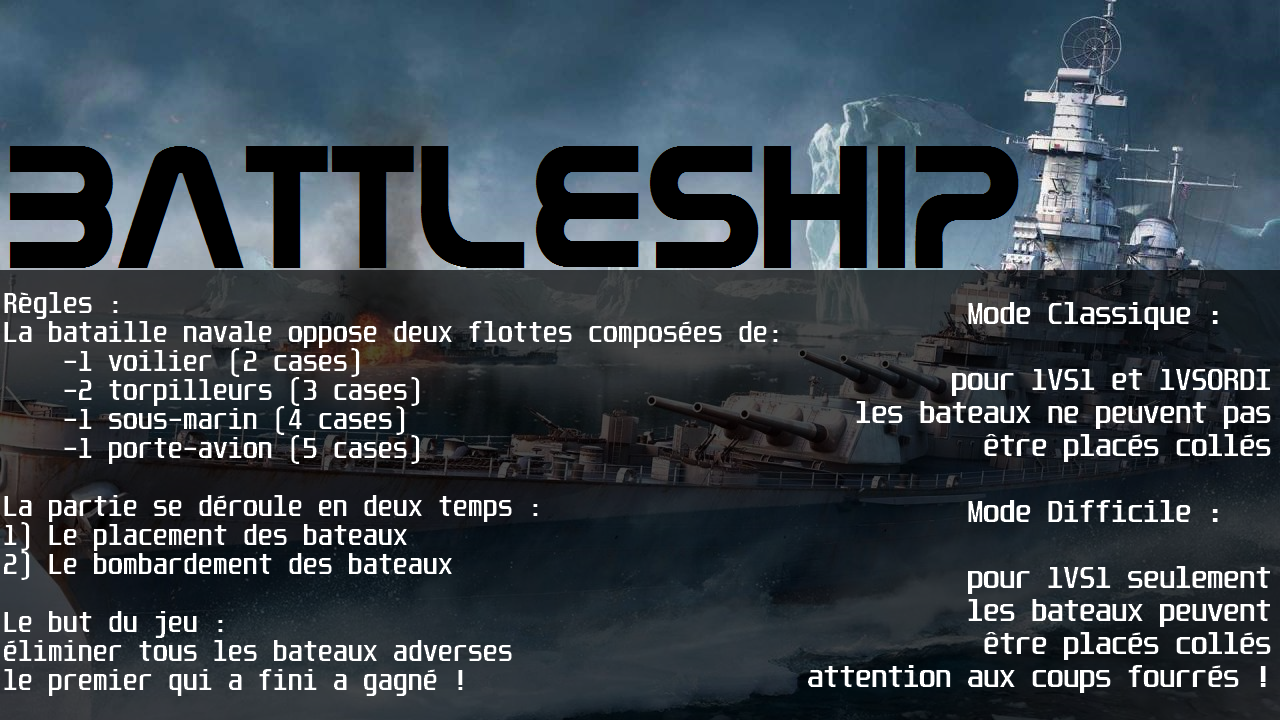 BATTLESHIP
Règles :
La bataille navale oppose deux flottes composées de:
-1 voilier (2 cases)
-2 torpilleurs (3 cases)
-1 sous-marin (4 cases)
-1 porte-avion (5 cases)
La partie se déroule en deux temps :
1) Le placement des bateaux
2) Le bombardement des bateaux
Le but du jeu :
éliminer tous les bateaux adverses
le premier qui a fini a gagné !
Mode Classique :
pour 1VS1 et 1VSORDI
les bateaux ne peuvent pas
être placés collés
Mode Difficile :
pour 1VS1 seulement
les bateaux peuvent
être placés collés
attention aux coups fourrés !